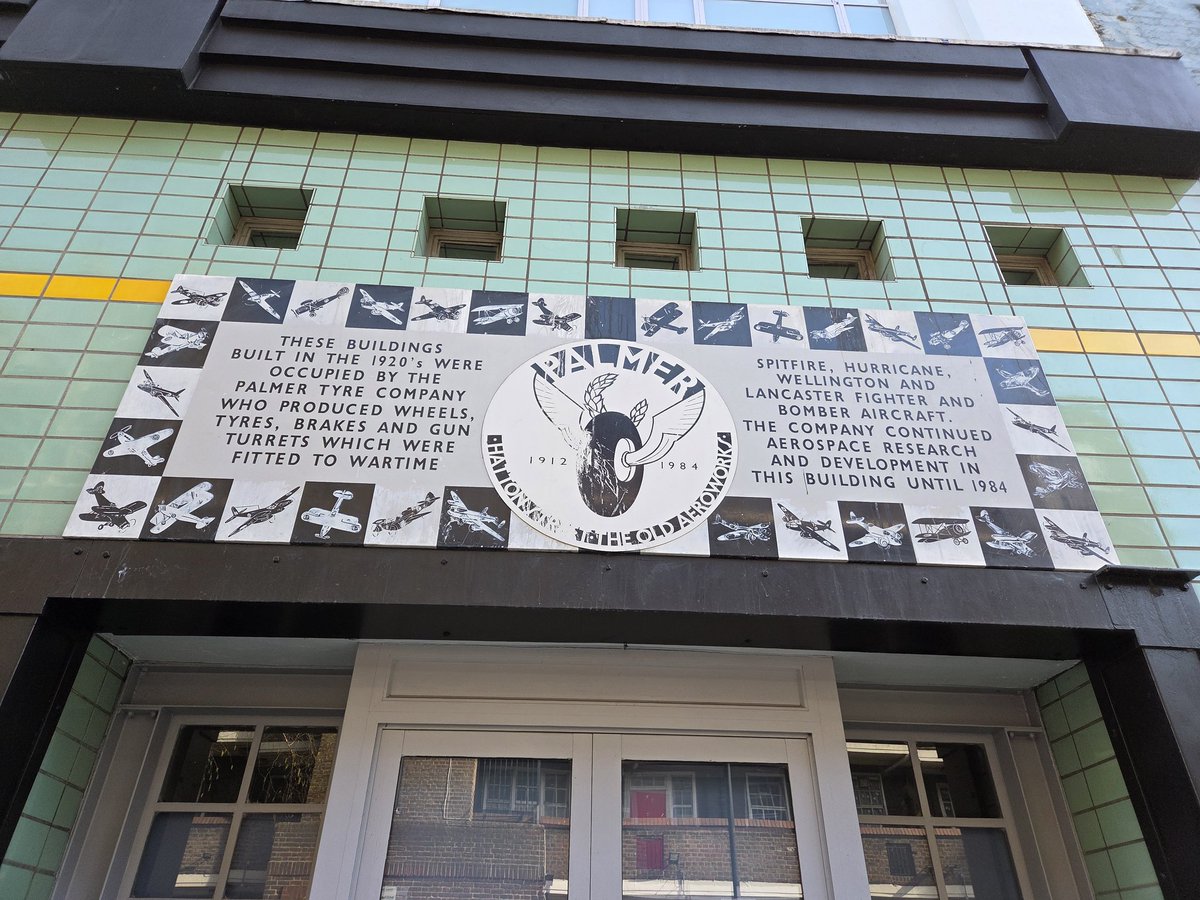 THESE BUILDINGS
BUILT IN THE 1920's WERE
OCCUPIED BY THE
PALMER TYRE COMPANY
WHO PRODUCED WHEELS,
TYRES, BRAKES AND GUN
TURRETS WHICH WERE
FITTED TO WARTIME
PALMER
1912 1984
THE OLD AEROWORKS
SPITFIRE, HURRICANE,
WELLINGTON AND
LANCASTER FIGHTER AND
BOMBER AIRCRAFT.
THE COMPANY CONTINUED
AEROSPACE RESEARCH
AND DEVELOPMENT IN
THIS BUILDING UNTIL 1984